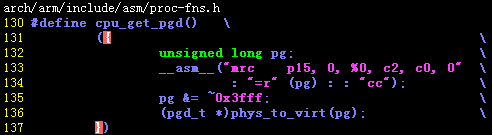 arch/arm/include/asm/proc-fns.h
130 #define cpu_get_pgd() \
131 ({ \
132 unsigned long pg; \
133 __asm__("mrc p15, 0, %0, c2, c0, 0" \
134 : "=r" (pg) : : "cc"); \
135 pg &= ~0x3fff; \
136 (pgd_t *)phys_to_virt(pg); \
137 })